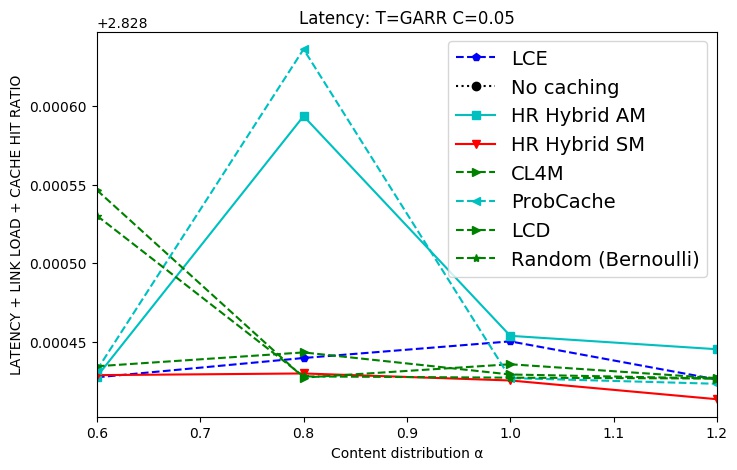 Latency: T=GARR C=0.05
+2.828
LATENCY + LINK LOAD + CACHE HIT RATIO
0.00060
0.00055
0.00050
0.00045
LCE
No caching
HR Hybrid AM
HR Hybrid SM
CL4M
ProbCache
LCD
Random (Bernoulli)
0.6 0.7 0.8 0.9 1.0 1.1 1.2
Content distribution α